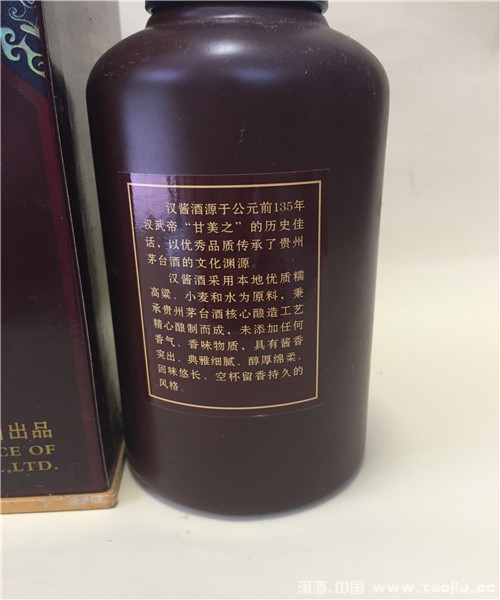 汉酱酒源于公元前135年
汉武帝“甘美之”的历史佳
话，以优秀品质传承了贵州
茅台酒的文化渊源。
汉酱酒采用本地优质糯
高粱、小麦和水为原料，秉
承贵州茅台酒核心酿造工艺
精心酿制而成，未添加任何
香气、香味物质，具有酱香
突出、典雅细腻、醇厚绵柔、
回味悠长、空杯留香持久的
风格。
出品
CE OF
.,LTD.
淘酒.中国 www.taojiu.cc